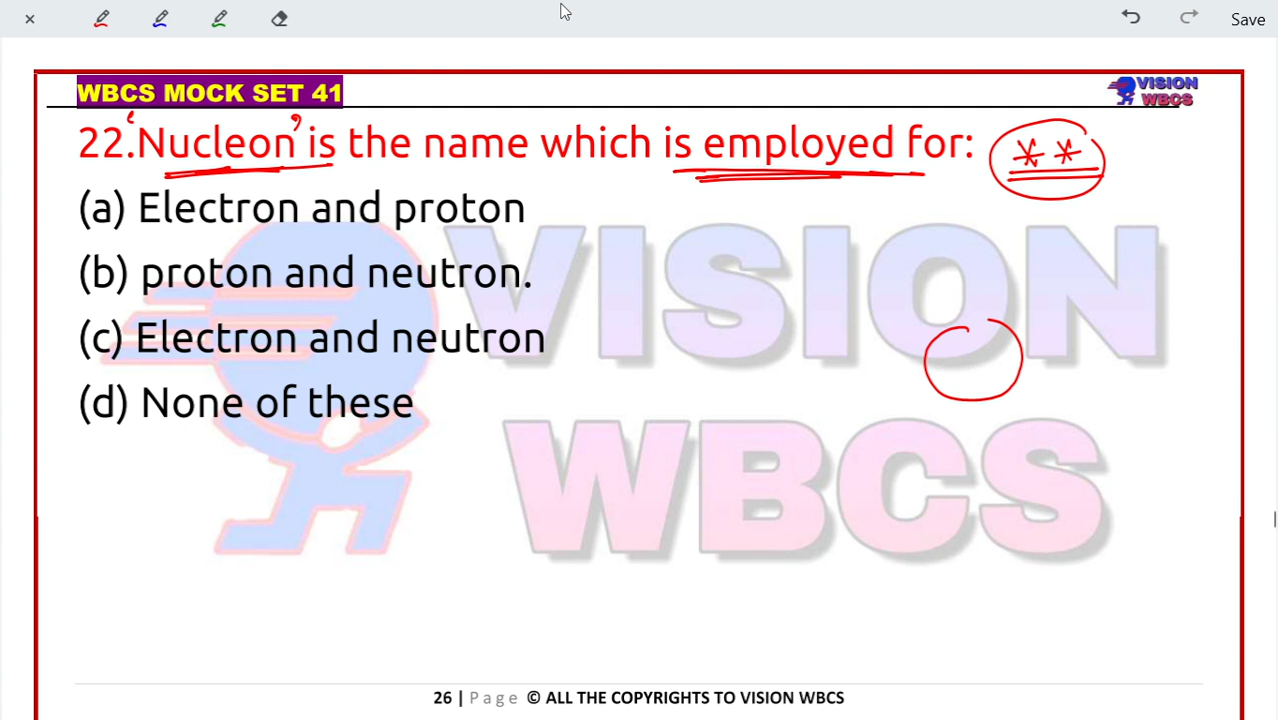 Save
WBCS MOCK SET 41
VISION
WBCS
22.‘Nucleon’ is the name which is employed for: **
(a) Electron and proton
(b) proton and neutron.
(c) Electron and neutron
(d) None of these
VISION
WBCS
26 | Page © ALL THE COPYRIGHTS TO VISION WBCS